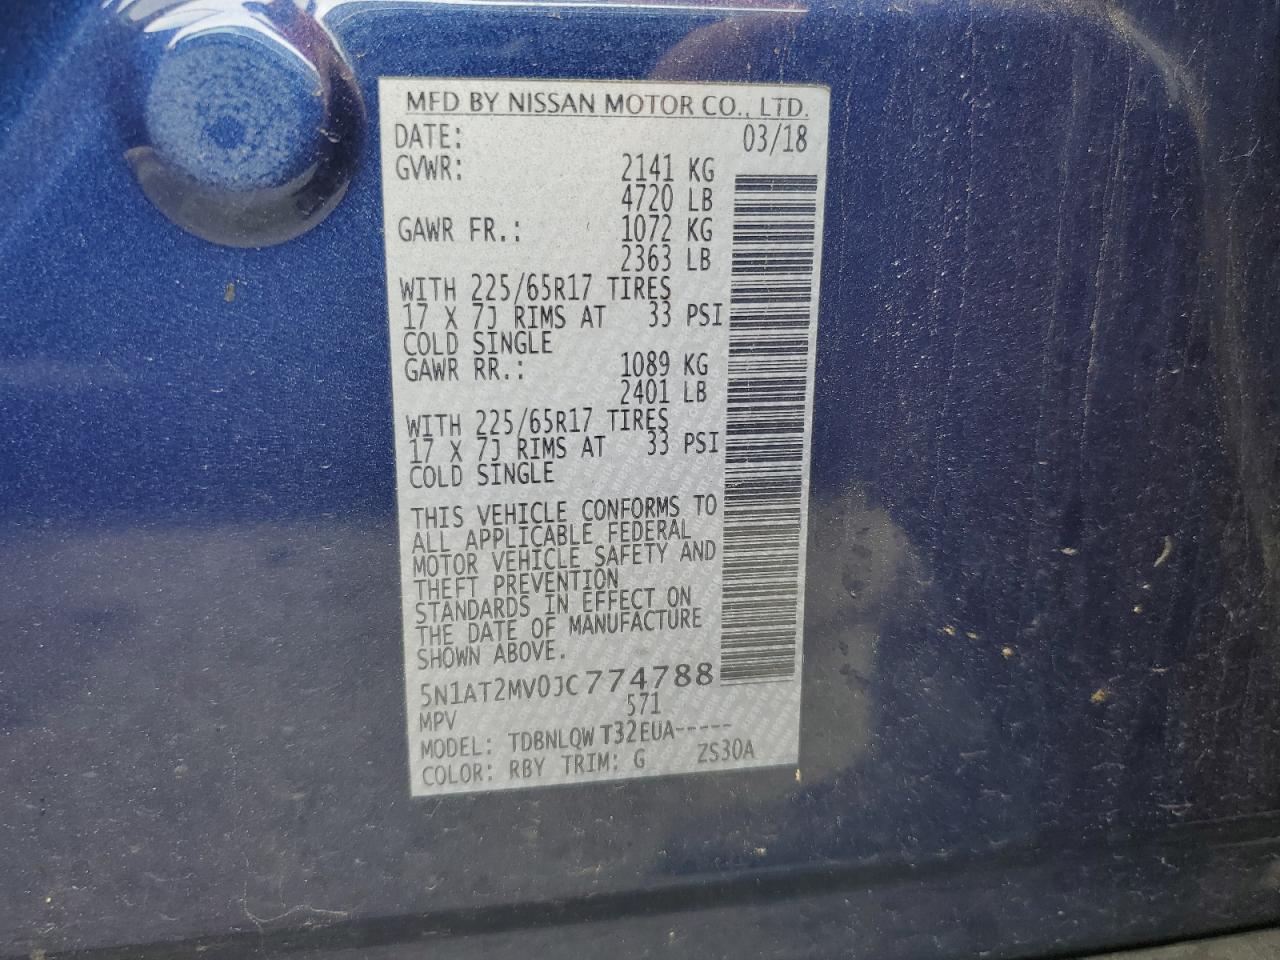 MFD BY NISSAN MOTOR CO., LTD.
DATE: 03/18
GVWR: 2141 KG
4720 LB
GAWR FR.: 1072 KG
2363 LB
WITH 225/65R17 TIRES
17 X 7J RIMS AT 33 PSI
COLD SINGLE
GAWR RR.: 1089 KG
2401 LB
WITH 225/65R17 TIRES
17 X 7J RIMS AT 33 PSI
COLD SINGLE
THIS VEHICLE CONFORMS TO
ALL APPLICABLE FEDERAL
MOTOR VEHICLE SAFETY AND
THEFT PREVENTION
STANDARDS IN EFFECT ON
THE DATE OF MANUFACTURE
SHOWN ABOVE.
5N1AT2MV0JC774788
MPV 571
MODEL: TDBNLQW T32EUA-----
COLOR: RBY TRIM: G ZS30A